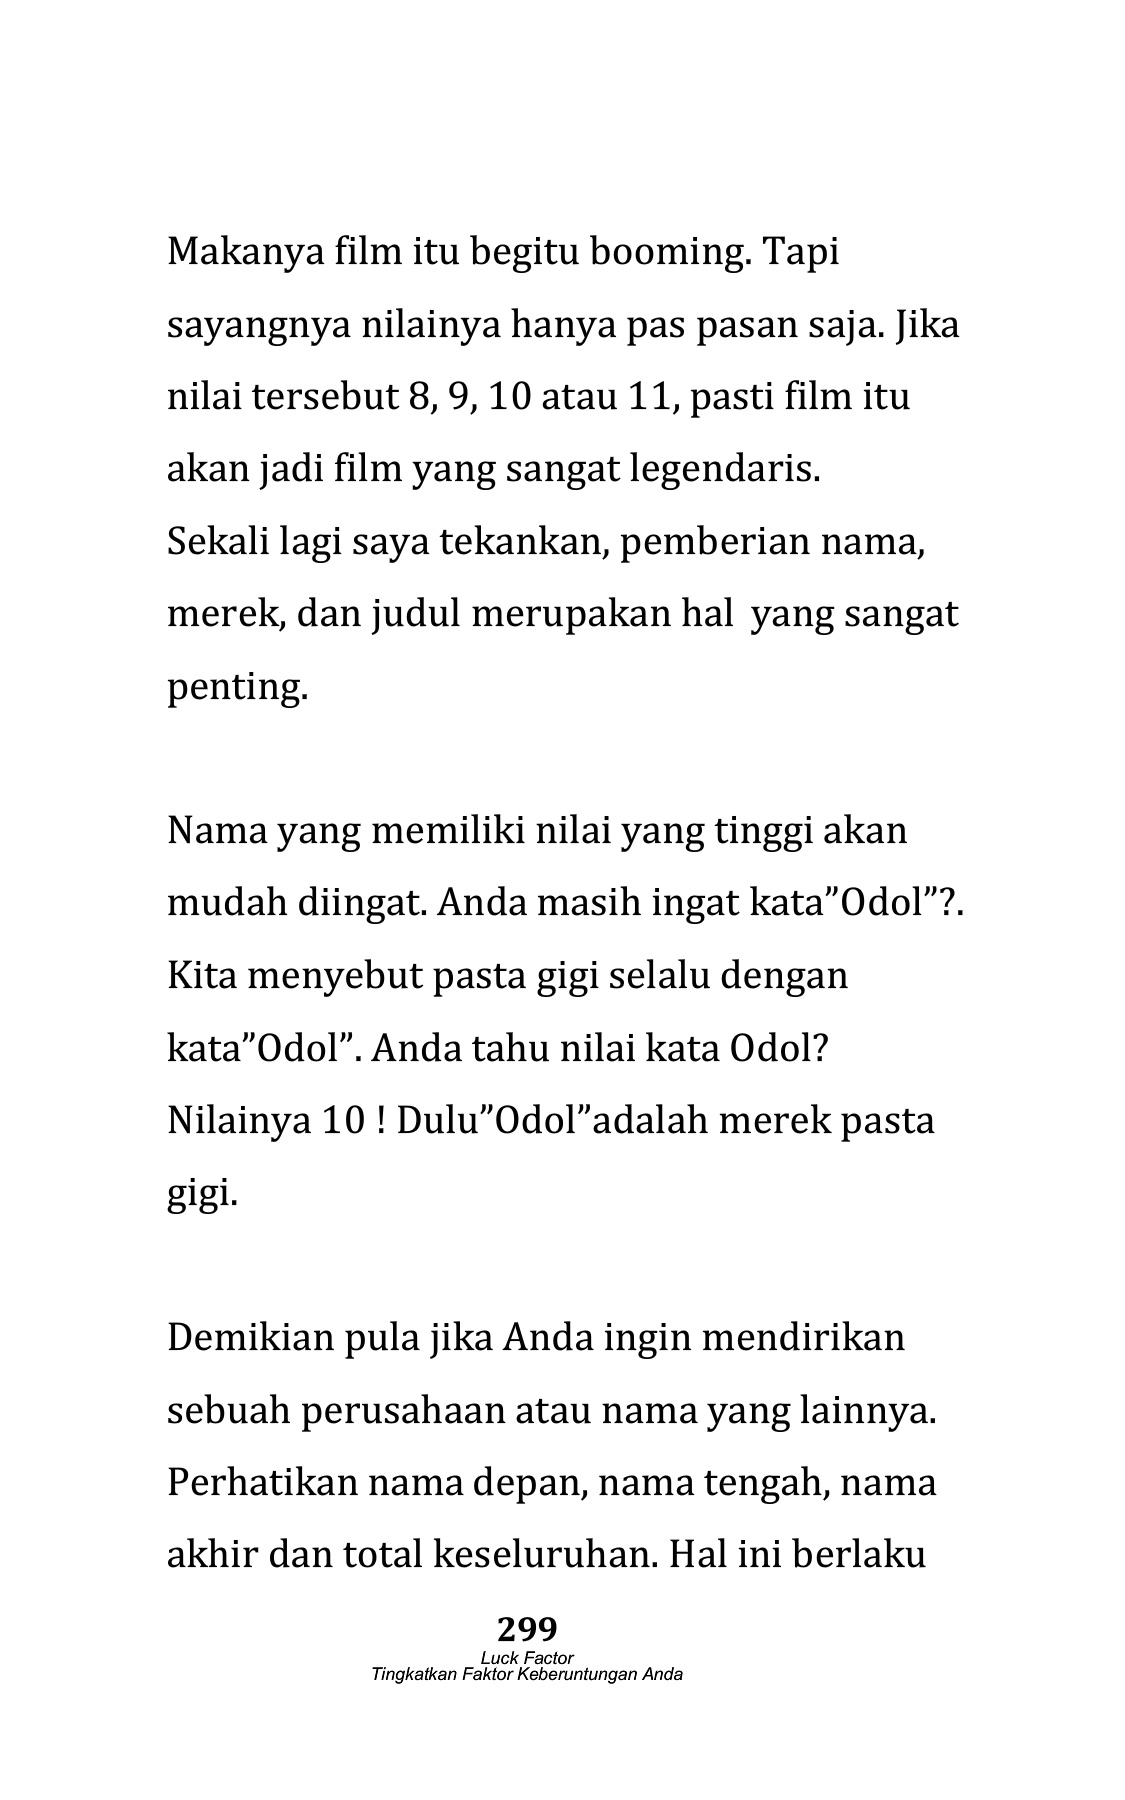 Makanya film itu begitu booming. Tapi
sayangnya nilainya hanya pas pasan saja. Jika
nilai tersebut 8, 9, 10 atau 11, pasti film itu
akan jadi film yang sangat legendaris.
Sekali lagi saya tekankan, pemberian nama,
merek, dan judul merupakan hal  yang sangat
penting.
Nama yang memiliki nilai yang tinggi akan
mudah diingat. Anda masih ingat kata”Odol”?.
Kita menyebut pasta gigi selalu dengan
kata”Odol”. Anda tahu nilai kata Odol?
Nilainya 10 ! Dulu”Odol”adalah merek pasta
gigi.
Demikian pula jika Anda ingin mendirikan
sebuah perusahaan atau nama yang lainnya.
Perhatikan nama depan, nama tengah, nama
akhir dan total keseluruhan. Hal ini berlaku
299
Luck Factor
Tingkatkan Faktor Keberuntungan Anda